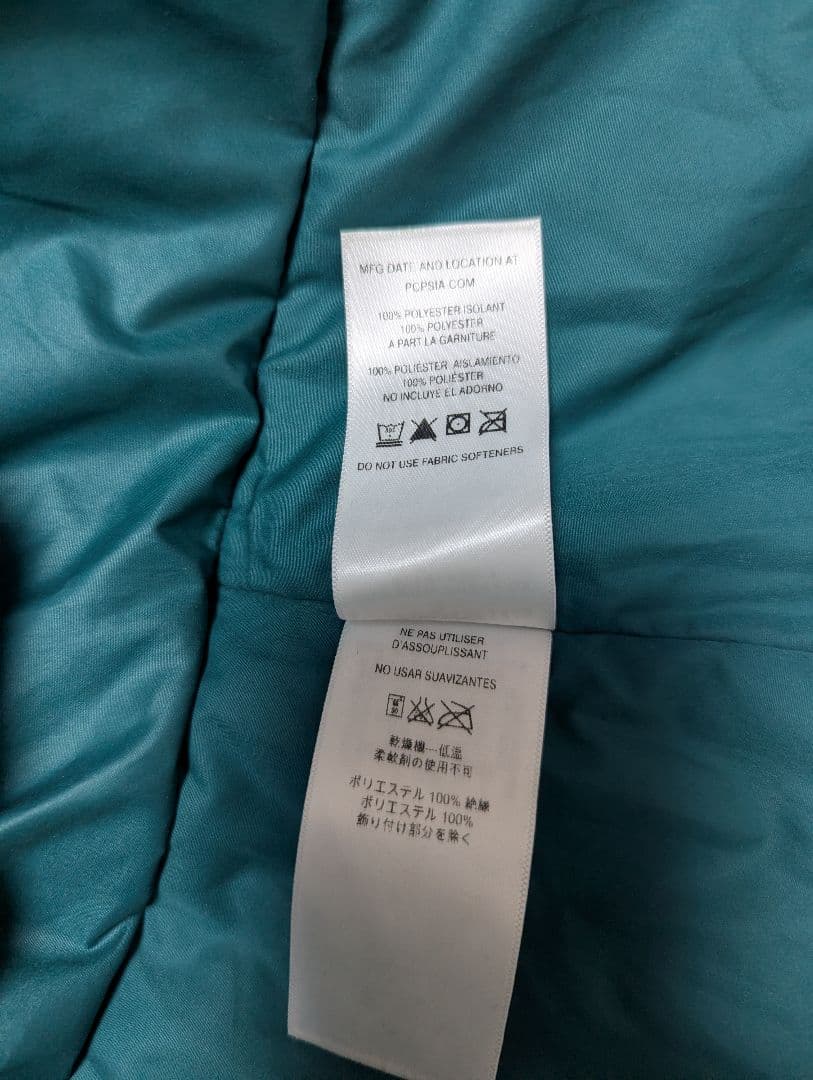 MFG DATE AND LOCATION AT
PCPSIA.COM
100% POLYESTER ISOLANT
100% POLYESTER
A PART LA GARNITURE
100% POLIÉSTER AISLAMIENTO
100% POLIÉSTER
NO INCLUYE EL ADORNO
DO NOT USE FABRIC SOFTENERS
NE PAS UTILISER
D'ASSOUPLISSANT
NO USAR SUAVIZANTES
乾燥機…低温
柔軟剤の使用不可
ポリエステル 100% 絶縁
ポリエステル 100%
飾り付け部分を除く